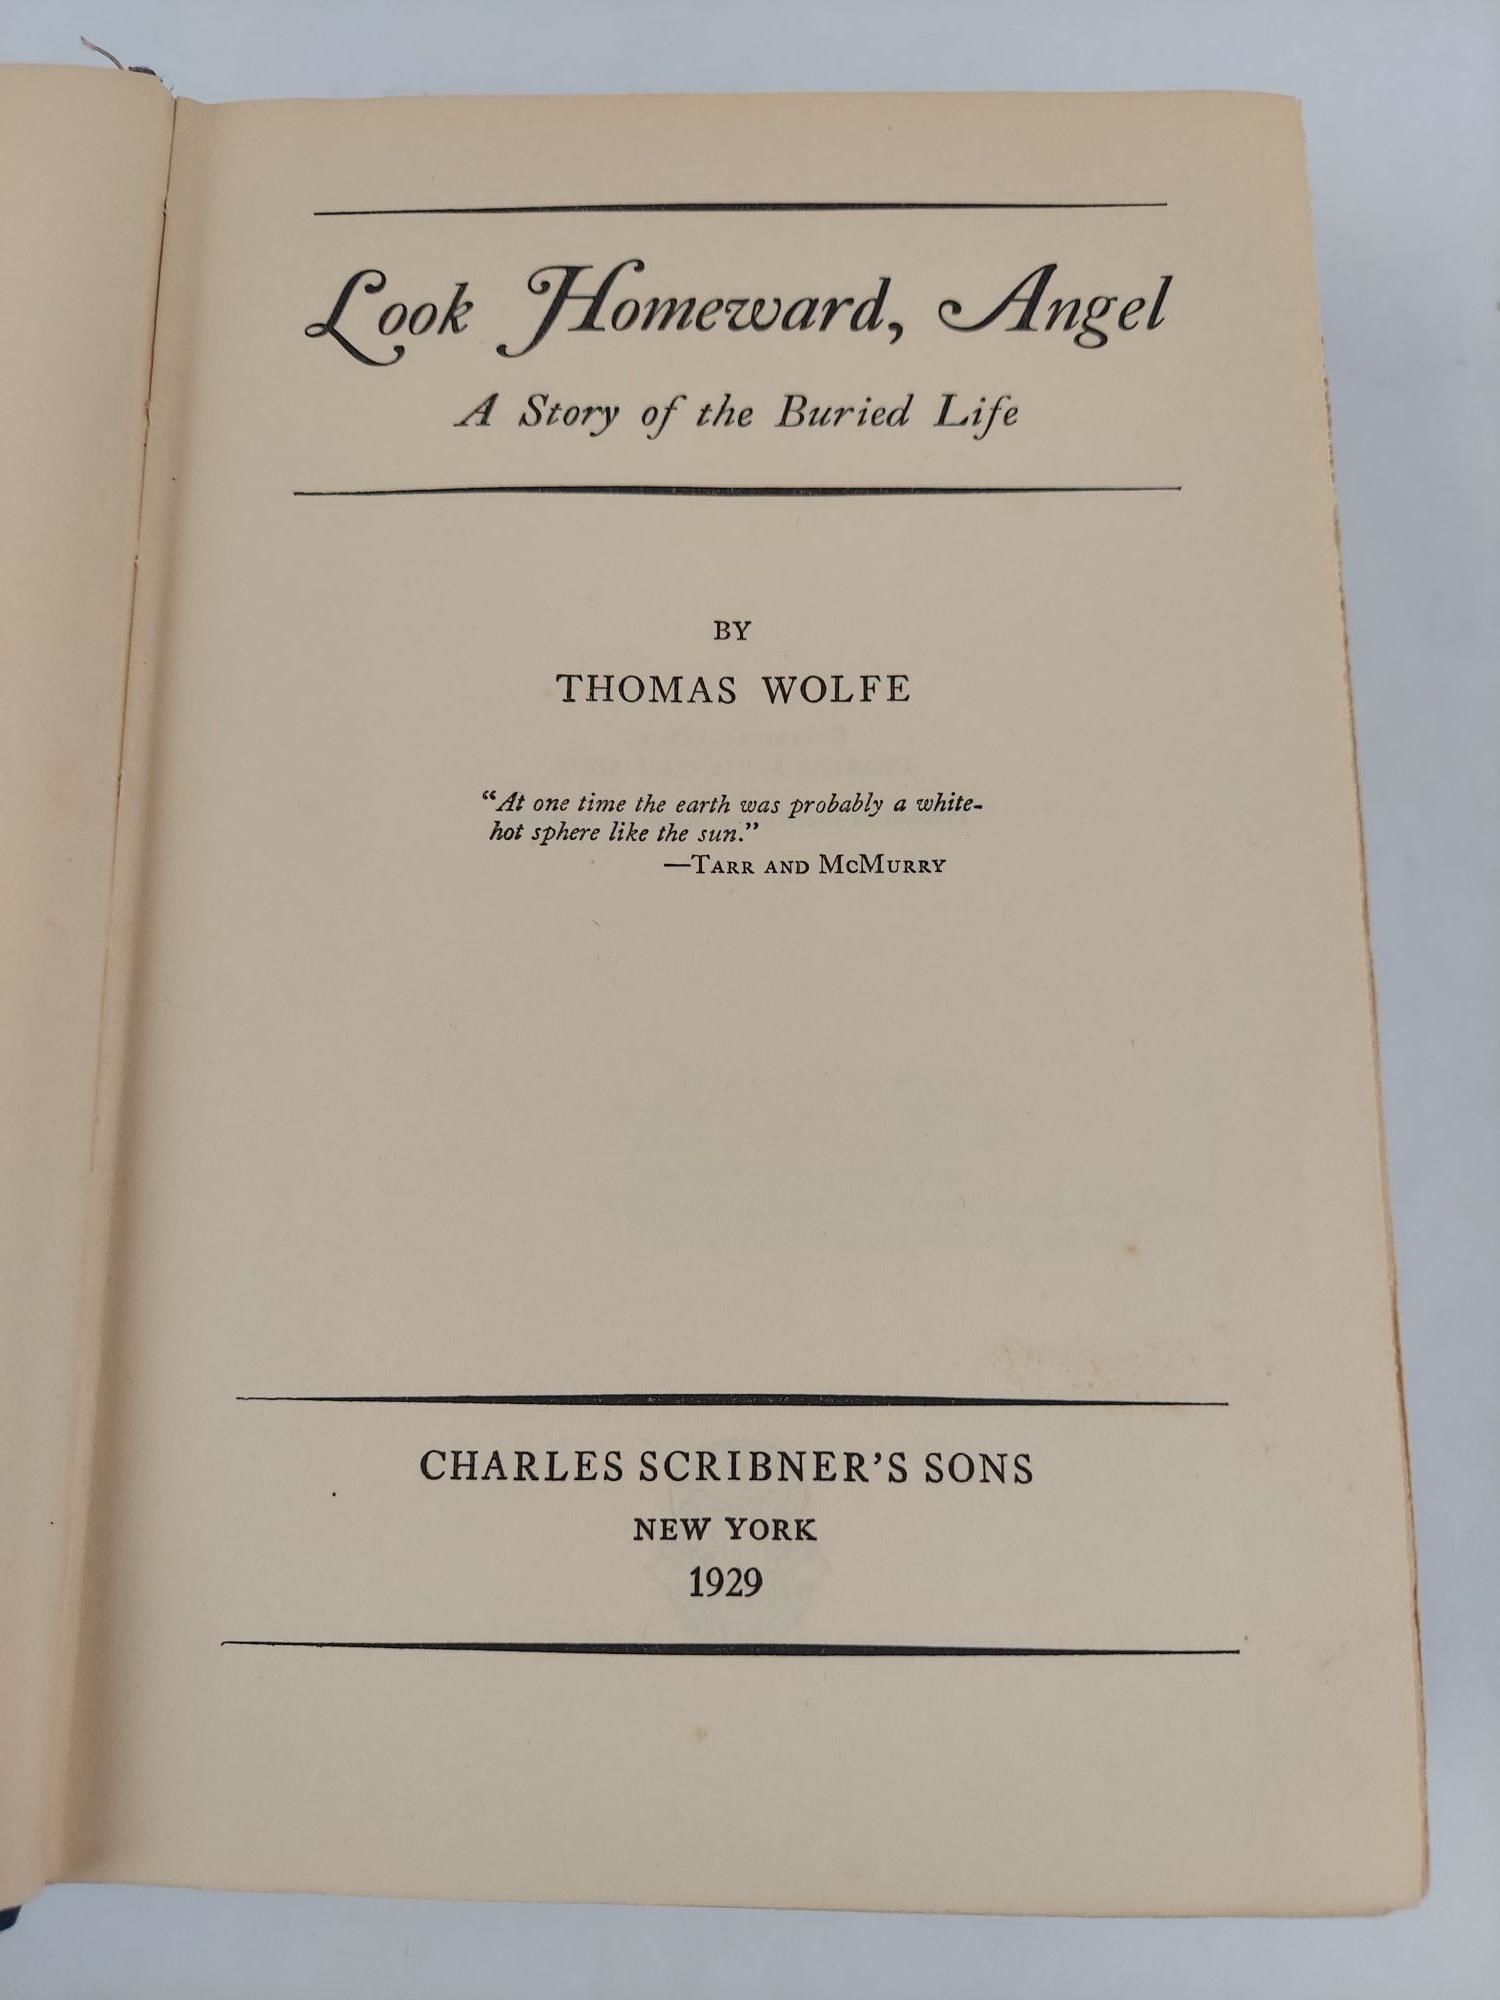 Look Homeward, Angel
A Story of the Buried Life
BY
THOMAS WOLFE
“At one time the earth was probably a white-
hot sphere like the sun.”
—TARR AND MCMURRY
CHARLES SCRIBNER’S SONS
NEW YORK
1929